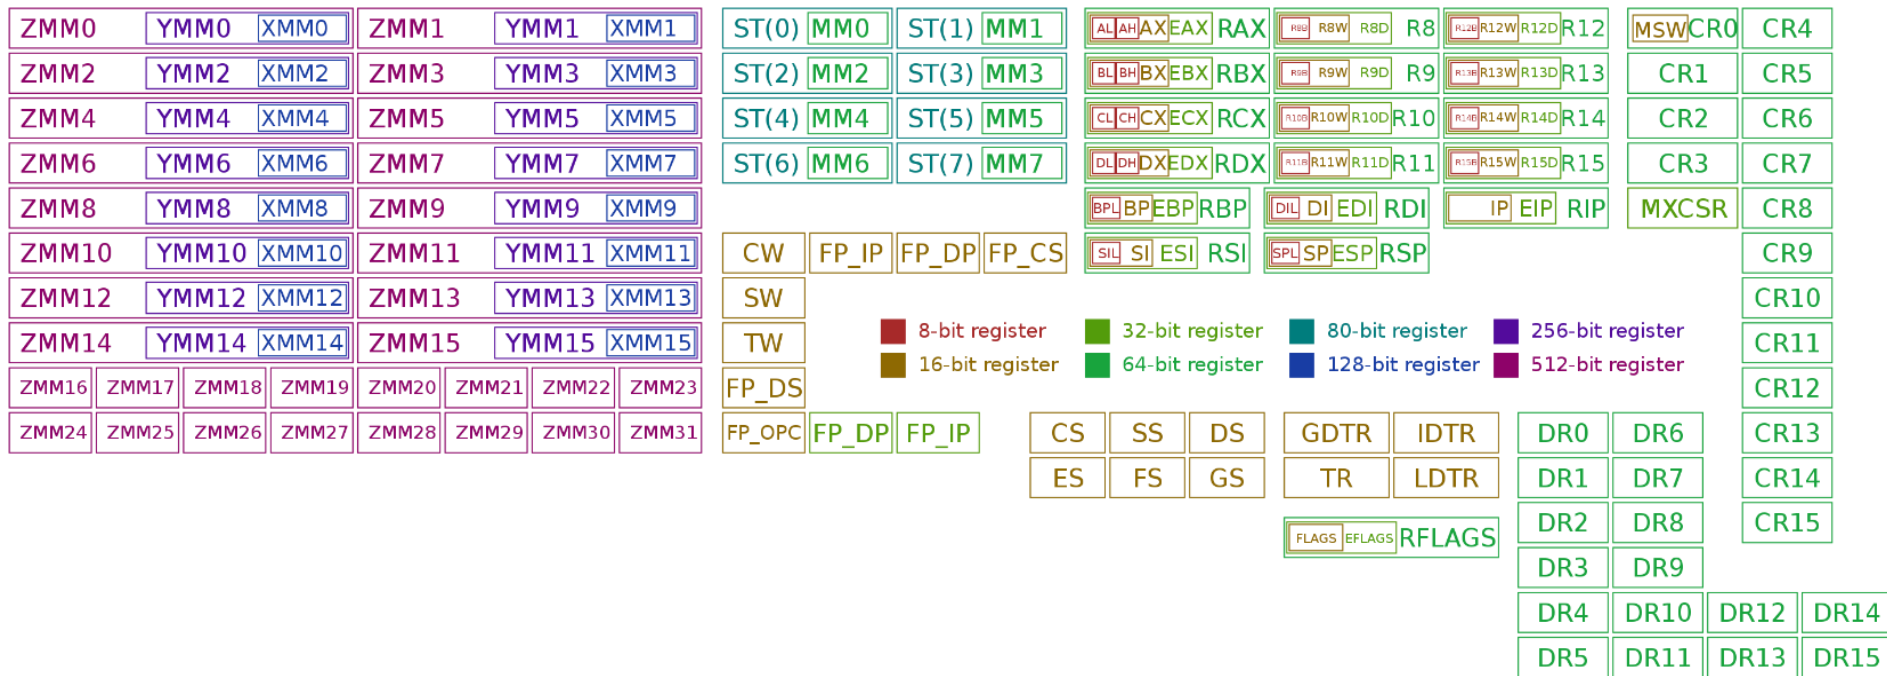 ZMM0 YMM0 XMM0 ZMM1 YMM1 XMM1 ST(0) MM0 ST(1) MM1 AL AH AX EAX RAX R8B R8W R8D R8 R12B R12W R12D R12 MSW CR0 CR4
ZMM2 YMM2 XMM2 ZMM3 YMM3 XMM3 ST(2) MM2 ST(3) MM3 BL BH BX EBX RBX R9B R9W R9D R9 R13B R13W R13D R13 CR1 CR5
ZMM4 YMM4 XMM4 ZMM5 YMM5 XMM5 ST(4) MM4 ST(5) MM5 CL CH CX ECX RCX R10B R10W R10D R10 R14B R14W R14D R14 CR2 CR6
ZMM6 YMM6 XMM6 ZMM7 YMM7 XMM7 ST(6) MM6 ST(7) MM7 DL DH DX EDX RDX R11B R11W R11D R11 R15B R15W R15D R15 CR3 CR7
ZMM8 YMM8 XMM8 ZMM9 YMM9 XMM9 BPL BP EBP RBP DIL DI EDI RDI IP EIP RIP MXCSR CR8
ZMM10 YMM10 XMM10 ZMM11 YMM11 XMM11 CW FP_IP FP_DP FP_CS SIL SI ESI RSI SPL SP ESP RSP CR9
ZMM12 YMM12 XMM12 ZMM13 YMM13 XMM13 SW CR10
ZMM14 YMM14 XMM14 ZMM15 YMM15 XMM15 TW 8-bit register 32-bit register 80-bit register 256-bit register CR11
16-bit register 64-bit register 128-bit register 512-bit register
ZMM16 ZMM17 ZMM18 ZMM19 ZMM20 ZMM21 ZMM22 ZMM23 FP_DS CR12
ZMM24 ZMM25 ZMM26 ZMM27 ZMM28 ZMM29 ZMM30 ZMM31 FP_OPC FP_DP FP_IP CS SS DS GDTR IDTR DR0 DR6 CR13
ES FS GS TR LDTR DR1 DR7 CR14
DR2 DR8 CR15
FLAGS EFLAGS RFLAGS
DR3 DR9
DR4 DR10 DR12 DR14
DR5 DR11 DR13 DR15